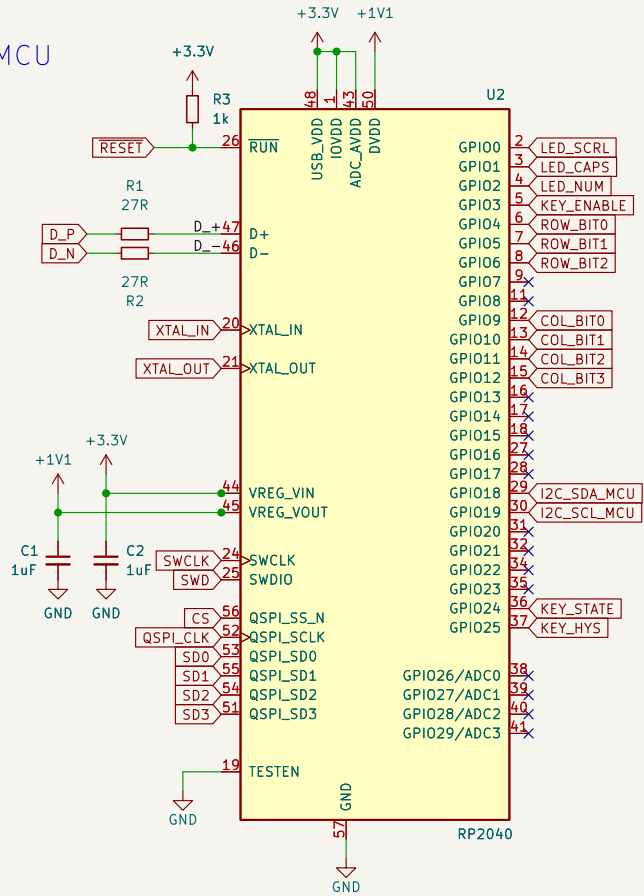 MCU
+3.3V
+1V1
+3.3V
R3
1k
U2
48
1
43
50
USB_VDD
IOVDD
ADC_AVDD
DVDD
RESET
26
RUN
R1
27R
D_P
D_+
47
D+
D_N
D_-
46
D-
27R
R2
XTAL_IN
20
XTAL_IN
XTAL_OUT
21
XTAL_OUT
+3.3V
+1V1
44
VREG_VIN
45
VREG_VOUT
C1
1uF
C2
1uF
GND
GND
SWCLK
24
SWCLK
SWD
25
SWDIO
CS
56
QSPI_SS_N
QSPI_CLK
52
QSPI_SCLK
SD0
53
QSPI_SD0
SD1
55
QSPI_SD1
SD2
54
QSPI_SD2
SD3
51
QSPI_SD3
19
TESTEN
GND
GPIO0
2
LED_SCRL
GPIO1
3
LED_CAPS
GPIO2
4
LED_NUM
GPIO3
5
KEY_ENABLE
GPIO4
6
ROW_BIT0
GPIO5
7
ROW_BIT1
GPIO6
8
ROW_BIT2
GPIO7
9
GPIO8
11
GPIO9
12
COL_BIT0
GPIO10
13
COL_BIT1
GPIO11
14
COL_BIT2
GPIO12
15
COL_BIT3
GPIO13
16
GPIO14
17
GPIO15
18
GPIO16
27
GPIO17
28
GPIO18
29
I2C_SDA_MCU
GPIO19
30
I2C_SCL_MCU
GPIO20
31
GPIO21
32
GPIO22
34
GPIO23
35
GPIO24
36
KEY_STATE
GPIO25
37
KEY_HYS
GPIO26/ADC0
38
GPIO27/ADC1
39
GPIO28/ADC2
40
GPIO29/ADC3
41
GND
57
RP2040
GND